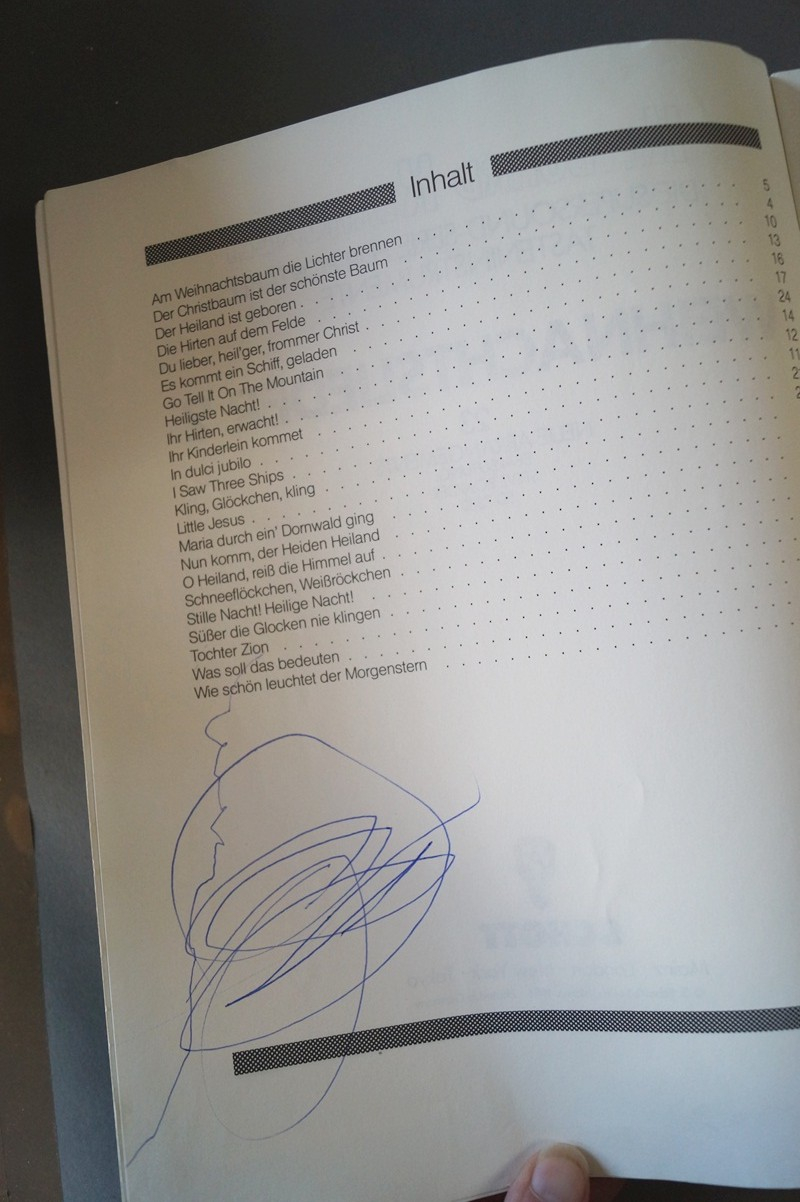 Inhalt
Am Weihnachtsbaum die Lichter brennen . . . . . . . . . . . . . . . . . 5
Der Christbaum ist der schönste Baum . . . . . . . . . . . . . . . . . 4
Der Heiland ist geboren . . . . . . . . . . . . . . . . . 10
Die Hirten auf dem Felde . . . . . . . . . . . . . . . . . 13
Du lieber, heil'ger, frommer Christ . . . . . . . . . . . . . . . . . 16
Es kommt ein Schiff, geladen . . . . . . . . . . . . . . . . . 17
Go Tell It On The Mountain . . . . . . . . . . . . . . . . . 24
Heiligste Nacht! . . . . . . . . . . . . . . . . . 14
Ihr Hirten, erwacht! . . . . . . . . . . . . . . . . . 12
Ihr Kinderlein kommet . . . . . . . . . . . . . . . . . 11
In dulci jubilo . . . . . . . . . . . . . . . . .
I Saw Three Ships . . . . . . . . . . . . . . . . .
Kling, Glöckchen, kling . . . . . . . . . . . . . . . . .
Little Jesus . . . . . . . . . . . . . . . . .
Maria durch ein' Dornwald ging . . . . . . . . . . . . . . . . .
Nun komm, der Heiden Heiland . . . . . . . . . . . . . . . . .
O Heiland, reiß die Himmel auf . . . . . . . . . . . . . . . . .
Schneeflöckchen, Weißröckchen . . . . . . . . . . . . . . . . .
Stille Nacht! Heilige Nacht! . . . . . . . . . . . . . . . . .
Süßer die Glocken nie klingen . . . . . . . . . . . . . . . . .
Tochter Zion . . . . . . . . . . . . . . . . .
Was soll das bedeuten . . . . . . . . . . . . . . . . .
Wie schön leuchtet der Morgenstern . . . . . . . . . . . . . . . . .